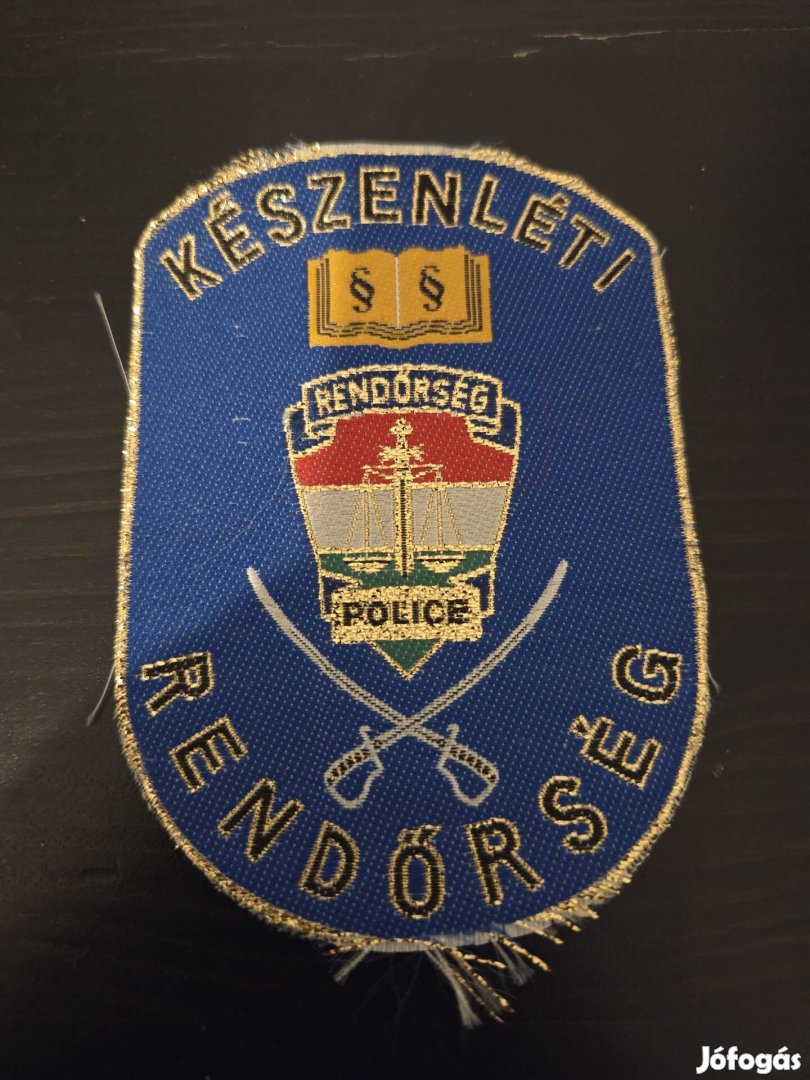 KÉSZENLÉTI
§ §
RENDŐRSÉG
POLICE
RENDŐRSÉG
Jófogás